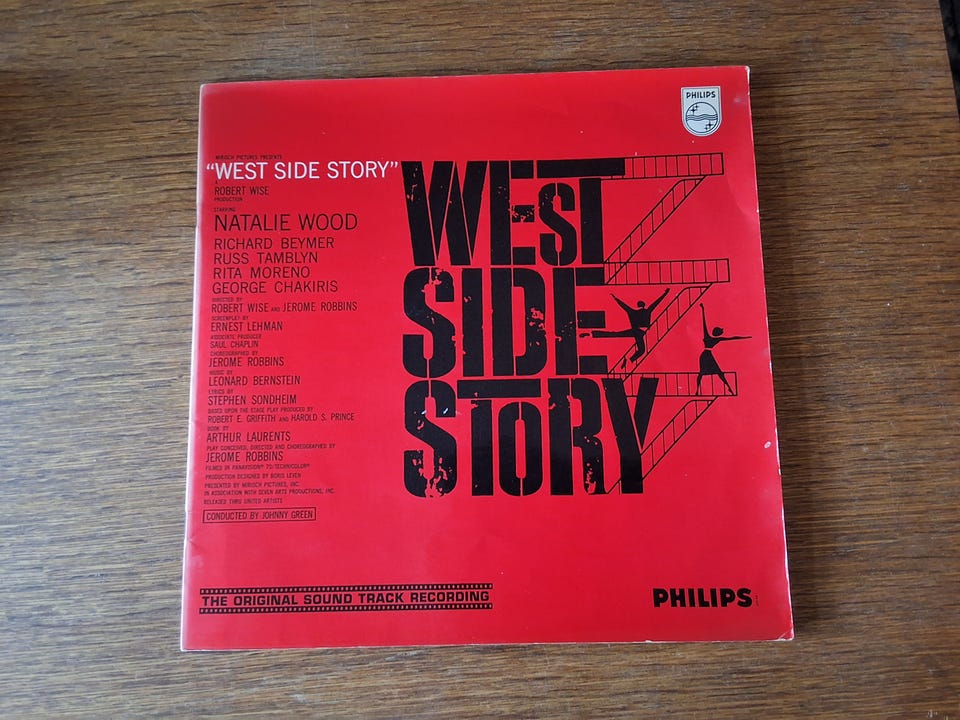 PHILIPS
MIRISCH PICTURES PRESENTS
"WEST SIDE STORY"
A
ROBERT WISE
PRODUCTION
STARRING
NATALIE WOOD
RICHARD BEYMER
RUSS TAMBLYN
RITA MORENO
GEORGE CHAKIRIS
DIRECTED BY
ROBERT WISE AND JEROME ROBBINS
SCREENPLAY BY
ERNEST LEHMAN
ASSOCIATE PRODUCER
SAUL CHAPLIN
CHOREOGRAPHED BY
JEROME ROBBINS
MUSIC BY
LEONARD BERNSTEIN
LYRICS BY
STEPHEN SONDHEIM
BASED UPON THE STAGE PLAY PRODUCED BY
ROBERT E. GRIFFITH AND HAROLD S. PRINCE
BOOK BY
ARTHUR LAURENTS
PLAY CONCEIVED, DIRECTED AND CHOREOGRAPHED BY
JEROME ROBBINS
FILMED IN PANAVISION® 70/TECHNICOLOR®
PRODUCTION DESIGNED BY BORIS LEVEN
PRESENTED BY MIRISCH PICTURES, INC.
IN ASSOCIATION WITH SEVEN ARTS PRODUCTIONS, INC.
RELEASED THRU UNITED ARTISTS
CONDUCTED BY JOHNNY GREEN
WEST
SIDE
STORY
THE ORIGINAL SOUND TRACK RECORDING
PHILIPS